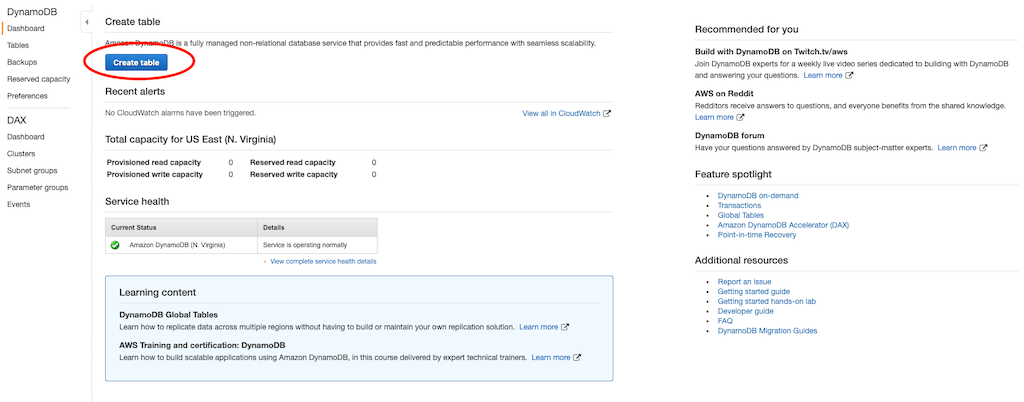 DynamoDB
Dashboard
Tables
Backups
Reserved capacity
Preferences
DAX
Dashboard
Clusters
Subnet groups
Parameter groups
Events
Create table
Amazon DynamoDB is a fully managed non-relational database service that provides fast and predictable performance with seamless scalability.
Create table
Recent alerts
No CloudWatch alarms have been triggered.
View all in CloudWatch
Total capacity for US East (N. Virginia)
Provisioned read capacity 0 Reserved read capacity 0
Provisioned write capacity 0 Reserved write capacity 0
Service health
Current Status Details
Amazon DynamoDB (N. Virginia) Service is operating normally
View complete service health details
Learning content
DynamoDB Global Tables
Learn how to replicate data across multiple regions without having to build or maintain your own replication solution. Learn more
AWS Training and certification: DynamoDB
Learn how to build scalable applications using Amazon DynamoDB, in this course delivered by expert technical trainers. Learn more
Recommended for you
Build with DynamoDB on Twitch.tv/aws
Join DynamoDB experts for a weekly live video series dedicated to building with DynamoDB
and answering your questions. Learn more
AWS on Reddit
Redditors receive answers to questions, and everyone benefits from the shared knowledge.
Learn more
DynamoDB forum
Have your questions answered by DynamoDB subject-matter experts. Learn more
Feature spotlight
DynamoDB on-demand
Transactions
Global Tables
Amazon DynamoDB Accelerator (DAX)
Point-in-time Recovery
Additional resources
Report an issue
Getting started guide
Getting started hands-on lab
Developer guide
FAQ
DynamoDB Migration Guides